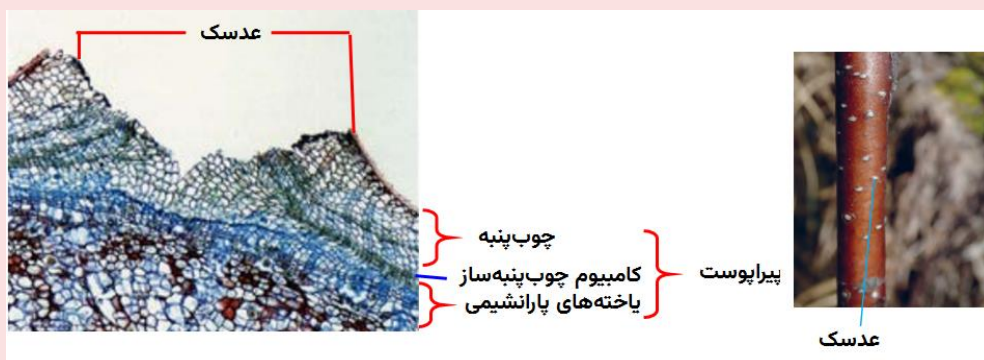 عدسک
چوب‌پنبه
کامبیوم چوب‌پنبه‌ساز
یاخته‌های پارانشیمی
پیراپوست
عدسک